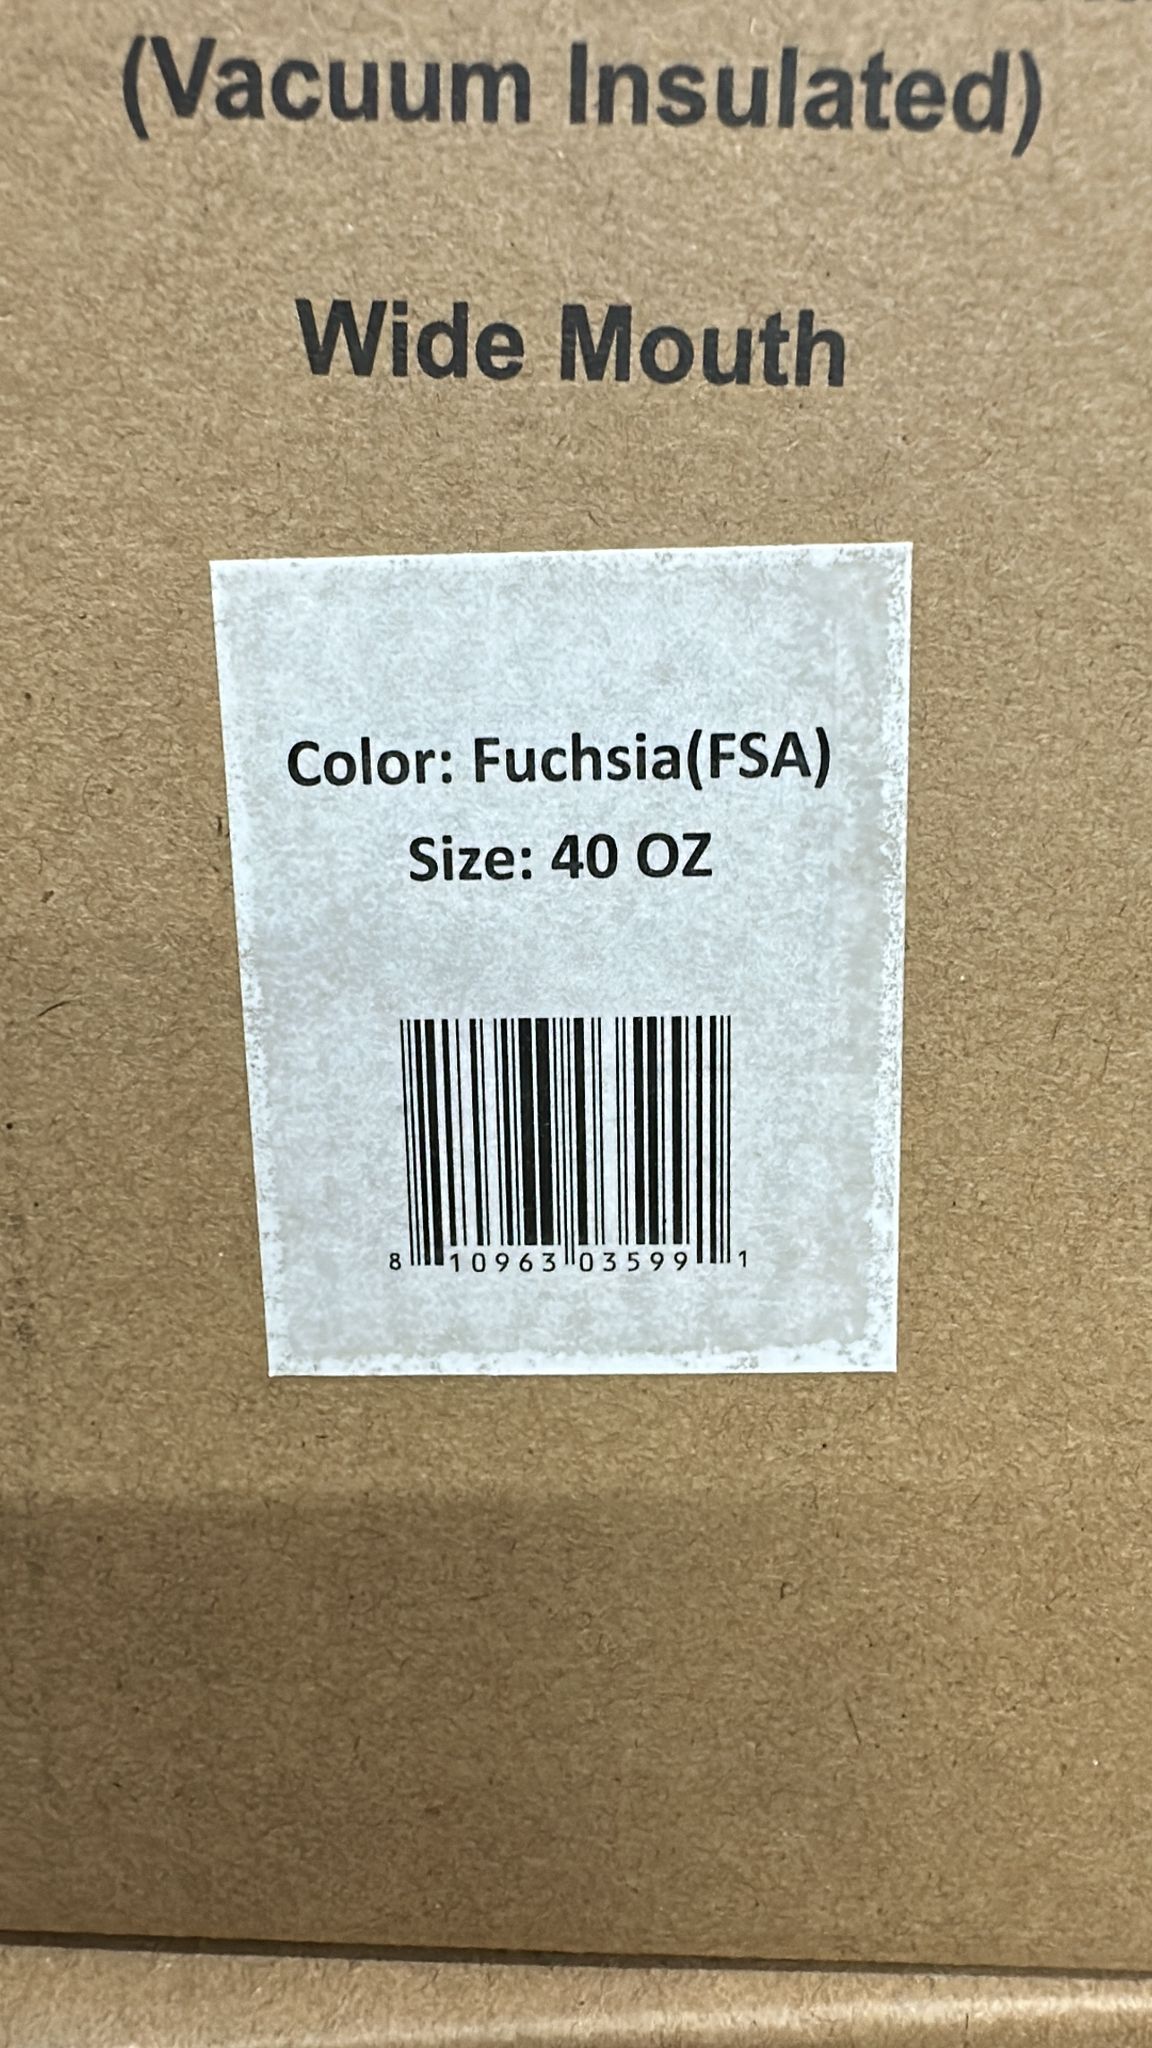 (Vacuum Insulated)
Wide Mouth
Color: Fuchsia(FSA)
Size: 40 OZ
8 10963 03599 1